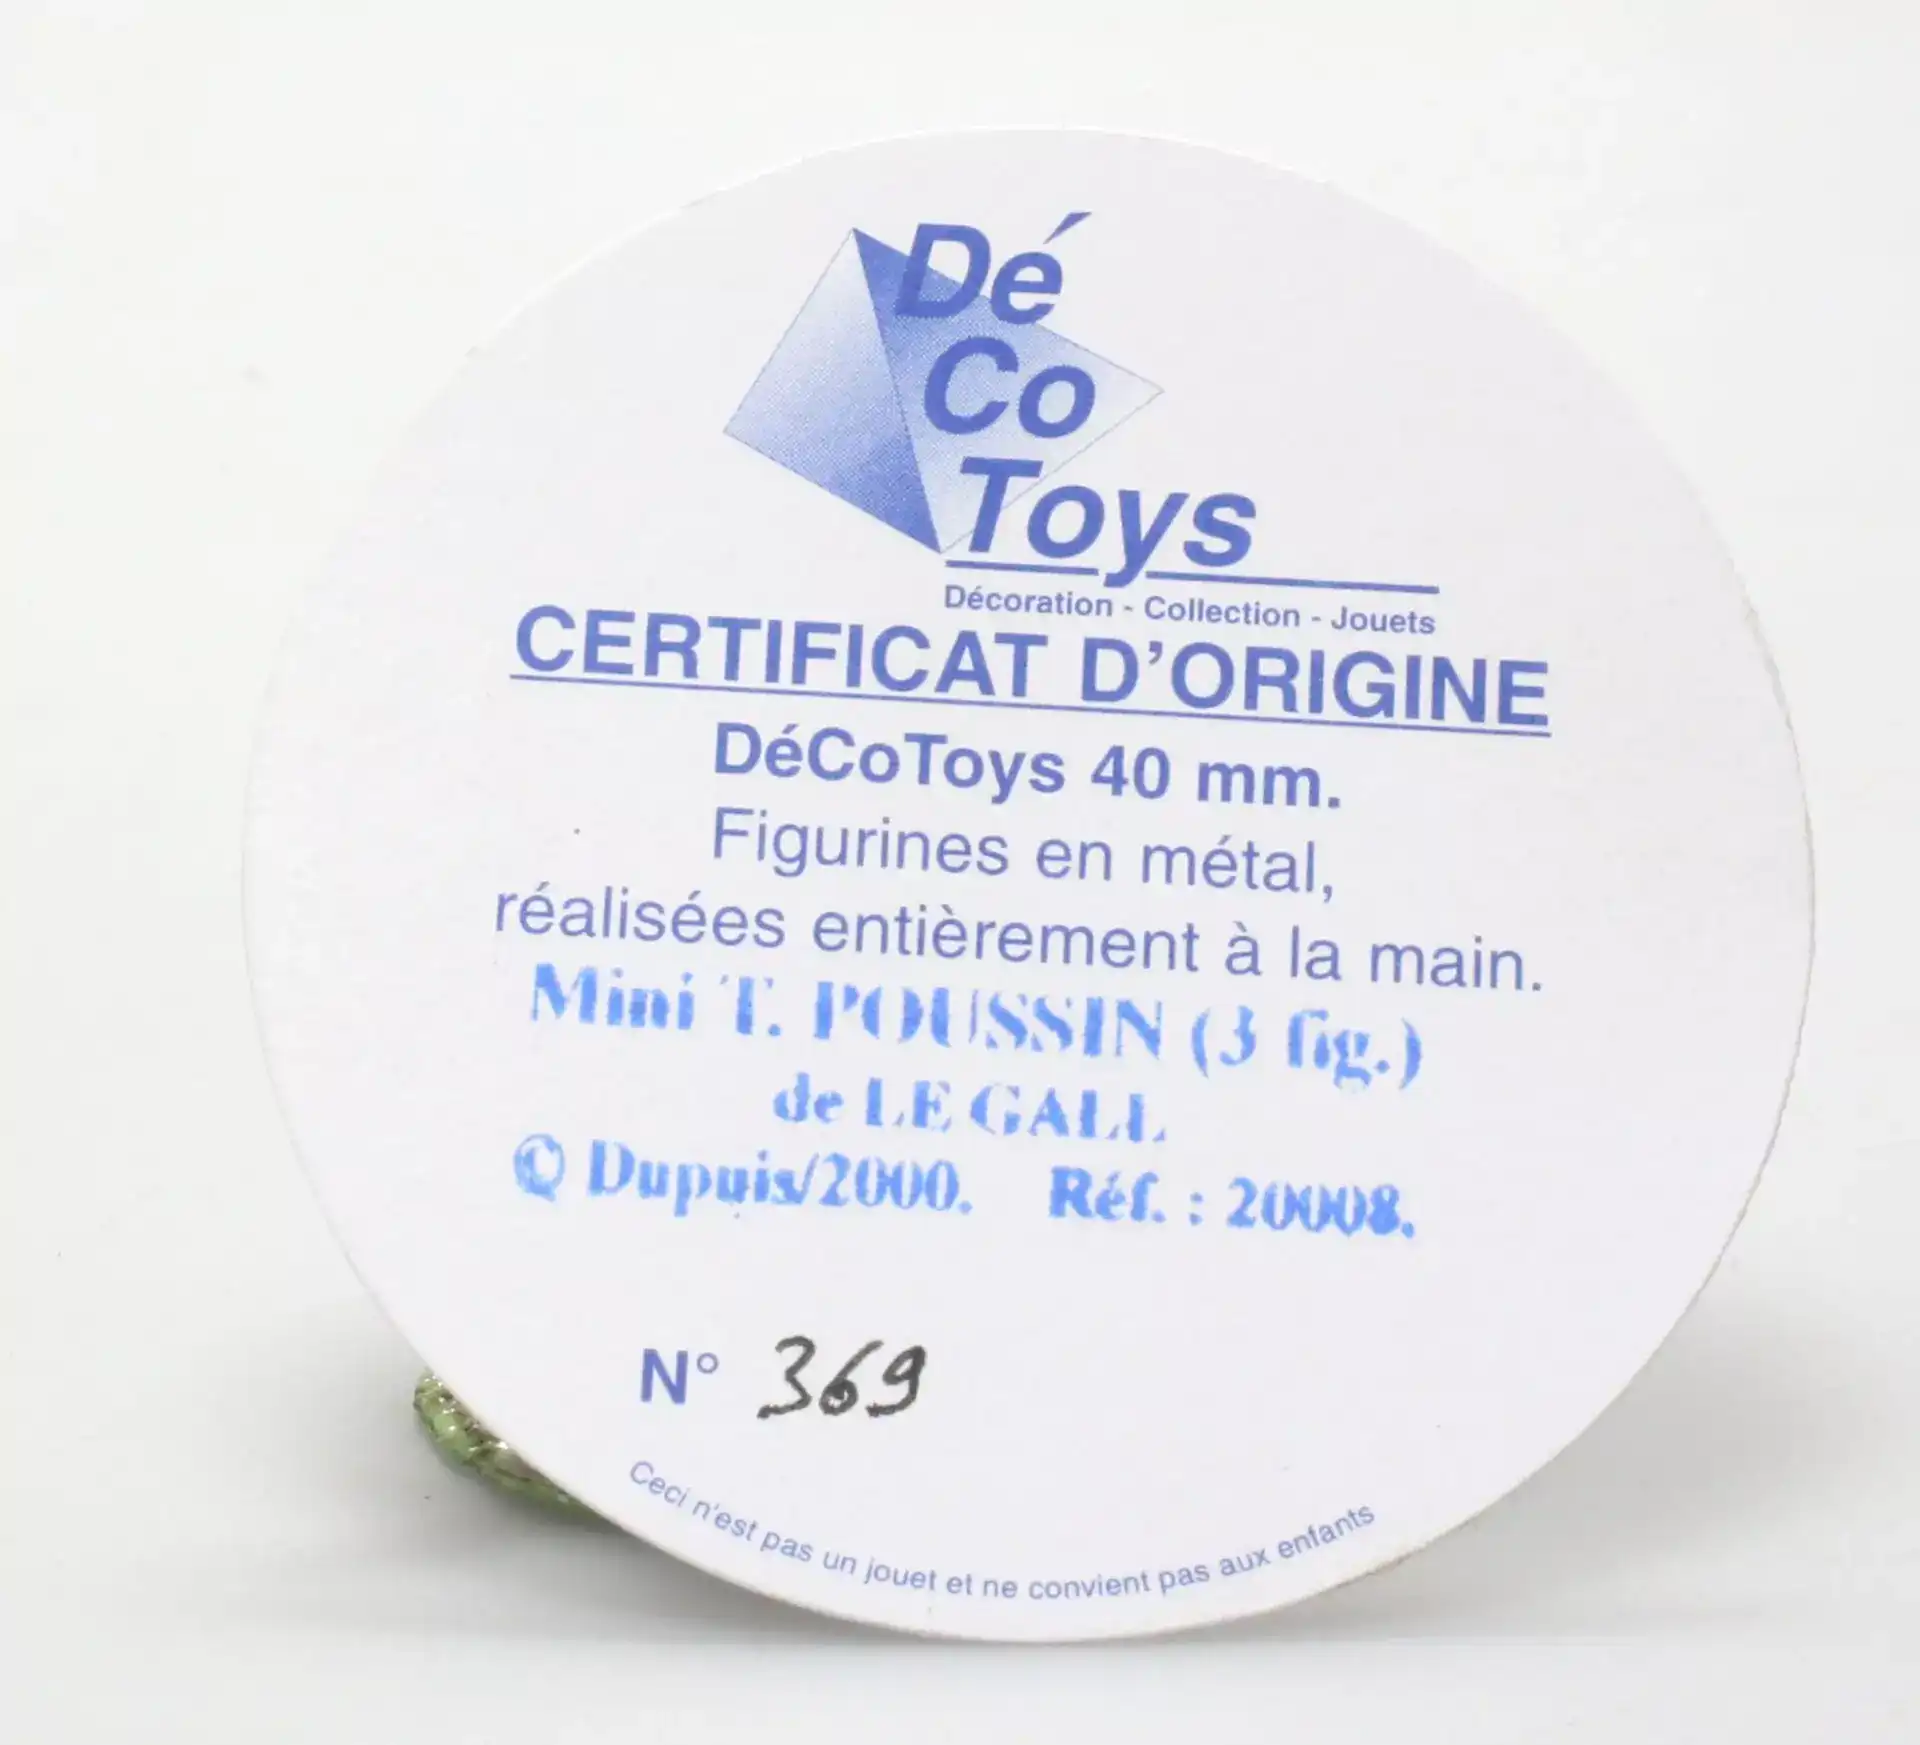 Dé
Co
Toys
Décoration - Collection - Jouets
CERTIFICAT D'ORIGINE
DéCoToys 40 mm.
Figurines en métal,
réalisées entièrement à la main.
Mini T. POUSSIN (3 fig.)
de LE GALL
© Dupuis/2000. Réf. : 20008.
N° 369
Ceci n'est pas un jouet et ne convient pas aux enfants